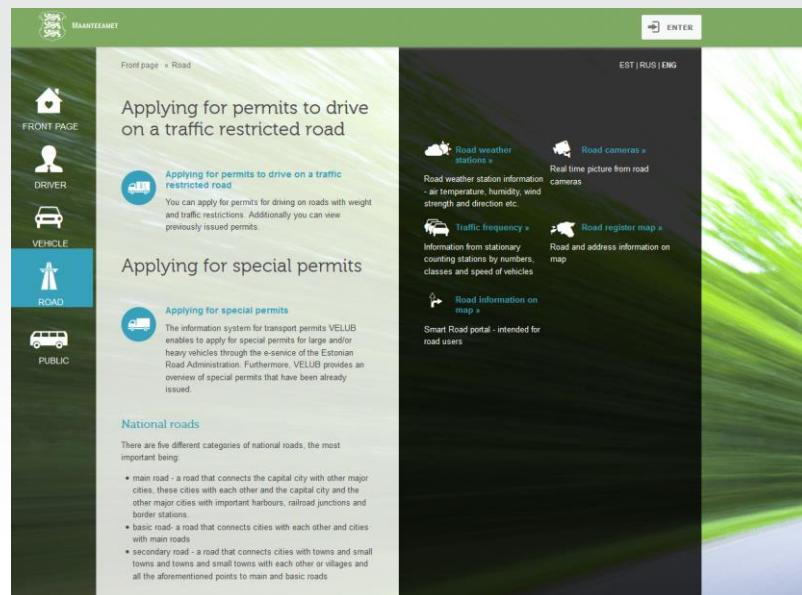 MAANTEEAMET
ENTER
Front page » Road
EST | RUS | ENG
FRONT PAGE
DRIVER
VEHICLE
ROAD
PUBLIC
Applying for permits to drive
on a traffic restricted road
Applying for permits to drive on a traffic
restricted road
You can apply for permits for driving on roads with weight
and traffic restrictions. Additionally you can view
previously issued permits.
Applying for special permits
Applying for special permits
The information system for transport permits VELUB
enables to apply for special permits for large and/or
heavy vehicles through the e-service of the Estonian
Road Administration. Furthermore, VELUB provides an
overview of special permits that have been already
issued.
National roads
There are five different categories of national roads, the most
important being:
• main road - a road that connects the capital city with other major
cities, these cities with each other and the capital city and the
other major cities with important harbours, railroad junctions and
border stations.
• basic road- a road that connects cities with each other and cities
with main roads
• secondary road - a road that connects cities with towns and small
towns and towns and small towns with each other or villages and
all the aforementioned points to main and basic roads
Road weather
stations »
Road weather station information
- air temperature, humidity, wind
strength and direction etc.
Road cameras »
Real time picture from road
cameras
Traffic frequency »
Information from stationary
counting stations by numbers,
classes and speed of vehicles
Road register map »
Road and address information on
map
Road information on
map »
Smart Road portal - intended for
road users